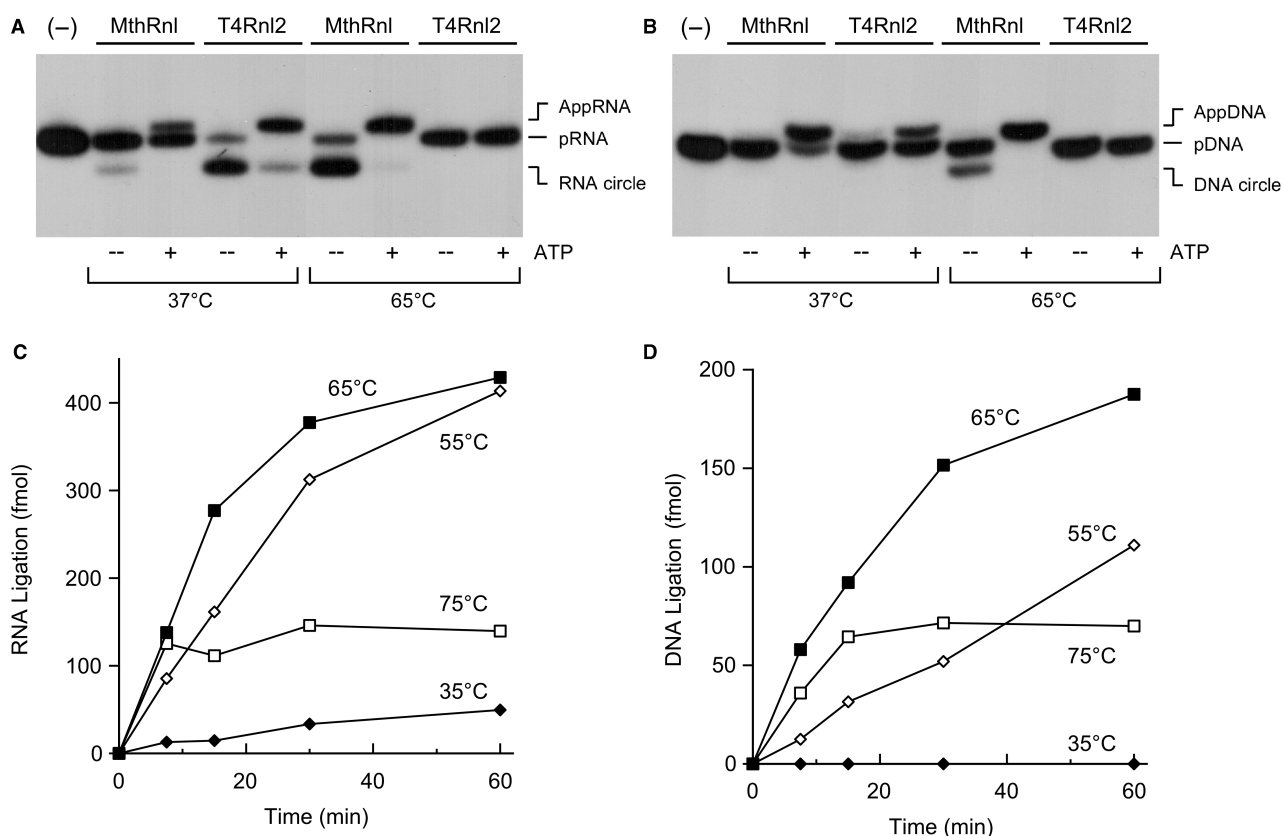 A (–) MthRnl T4Rnl2 MthRnl T4Rnl2
AppRNA
pRNA
RNA circle
-- + -- + -- + -- + ATP
37°C 65°C
B (–) MthRnl T4Rnl2 MthRnl T4Rnl2
AppDNA
pDNA
DNA circle
-- + -- + -- + -- + ATP
37°C 65°C
C
RNA Ligation (fmol)
400
300
200
100
0
65°C
55°C
75°C
35°C
0 20 40 60
Time (min)
D
DNA Ligation (fmol)
200
150
100
50
0
65°C
55°C
75°C
35°C
0 20 40 60
Time (min)